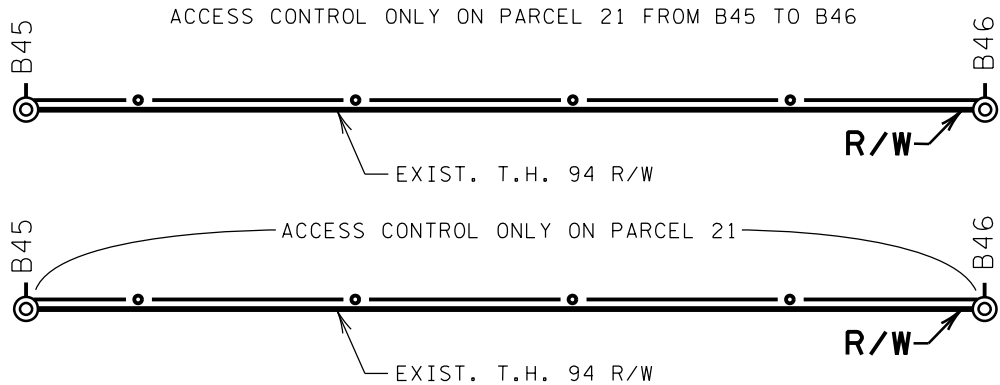 ACCESS CONTROL ONLY ON PARCEL 21 FROM B45 TO B46
B45
B46
R/W
EXIST. T.H. 94 R/W
B45
ACCESS CONTROL ONLY ON PARCEL 21
B46
R/W
EXIST. T.H. 94 R/W